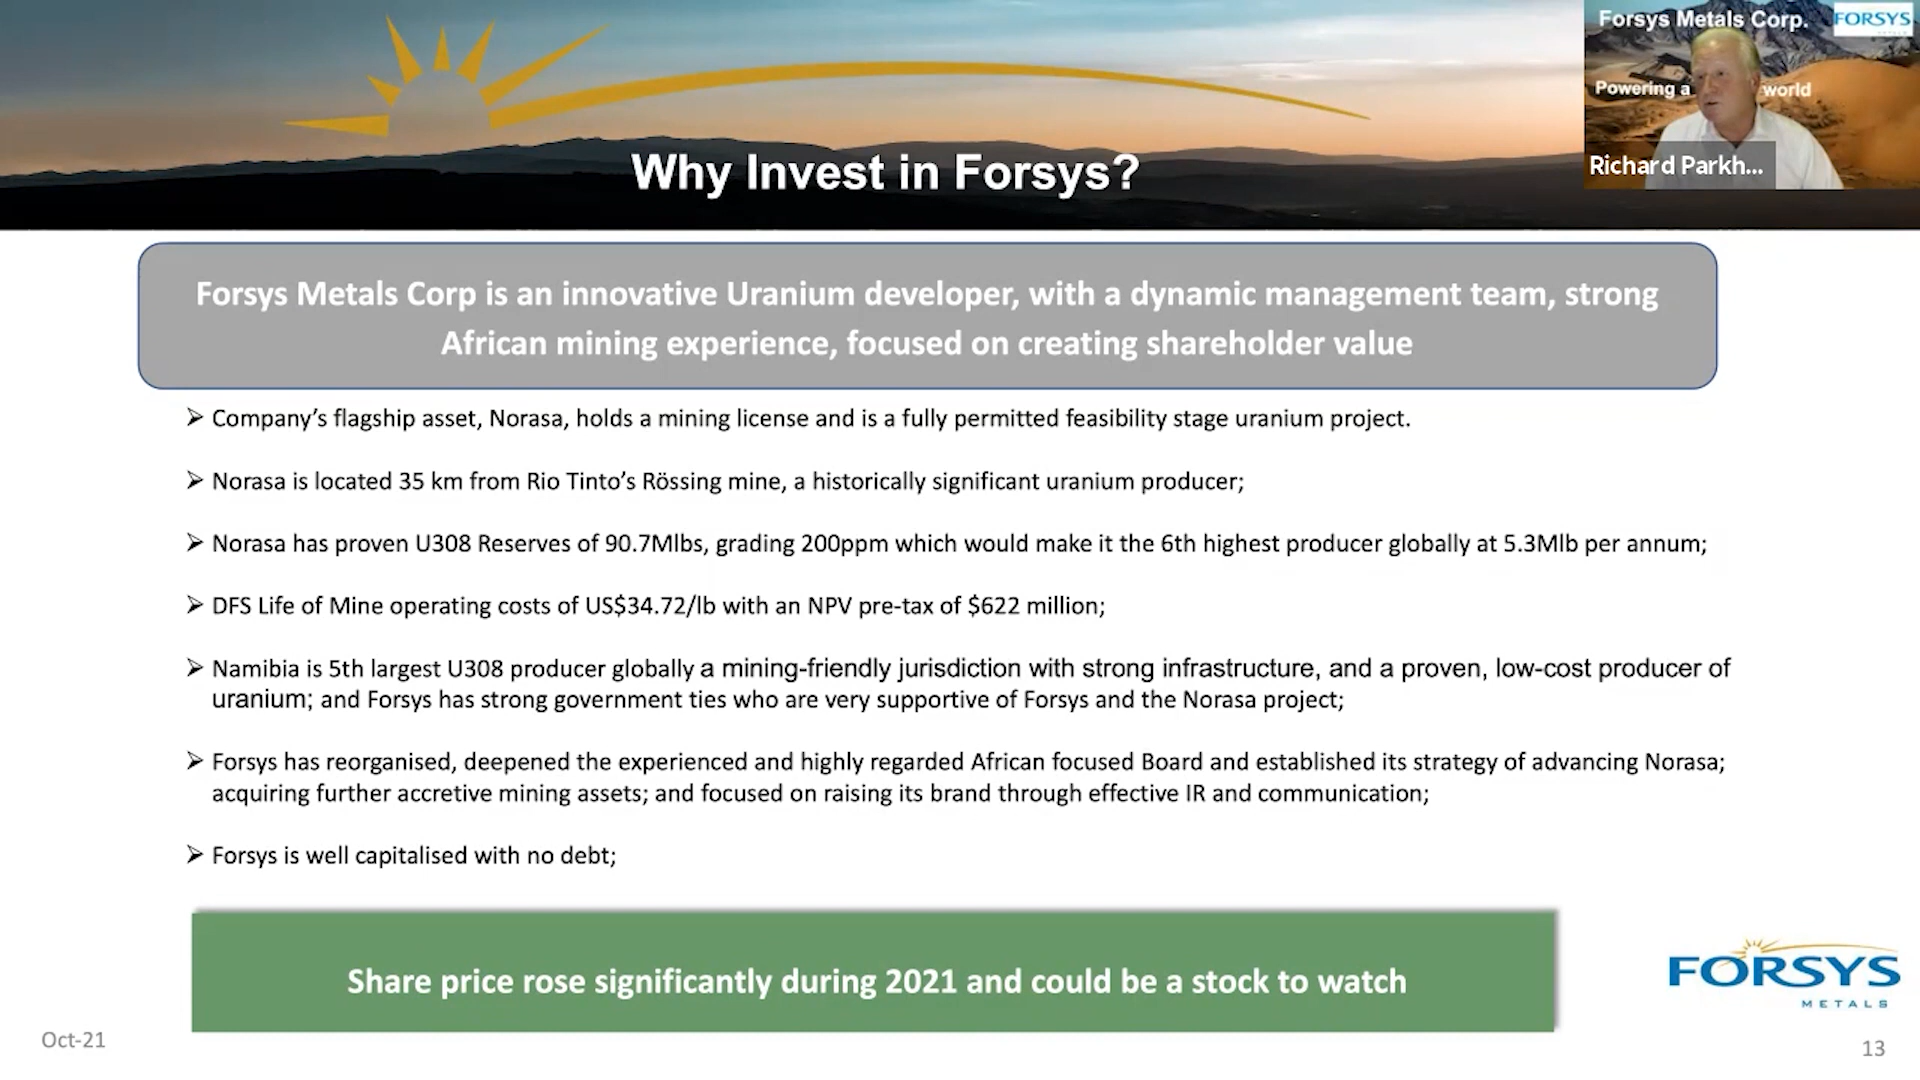 Forsys Metals Corp.
FORSYS
METALS
Powering a world
Richard Parkh...
Why Invest in Forsys?
Forsys Metals Corp is an innovative Uranium developer, with a dynamic management team, strong
African mining experience, focused on creating shareholder value
➢ Company’s flagship asset, Norasa, holds a mining license and is a fully permitted feasibility stage uranium project.
➢ Norasa is located 35 km from Rio Tinto’s Rössing mine, a historically significant uranium producer;
➢ Norasa has proven U308 Reserves of 90.7Mlbs, grading 200ppm which would make it the 6th highest producer globally at 5.3Mlb per annum;
➢ DFS Life of Mine operating costs of US$34.72/lb with an NPV pre-tax of $622 million;
➢ Namibia is 5th largest U308 producer globally a mining-friendly jurisdiction with strong infrastructure, and a proven, low-cost producer of
uranium; and Forsys has strong government ties who are very supportive of Forsys and the Norasa project;
➢ Forsys has reorganised, deepened the experienced and highly regarded African focused Board and established its strategy of advancing Norasa;
acquiring further accretive mining assets; and focused on raising its brand through effective IR and communication;
➢ Forsys is well capitalised with no debt;
Share price rose significantly during 2021 and could be a stock to watch
FORSYS
METALS
Oct-21
13